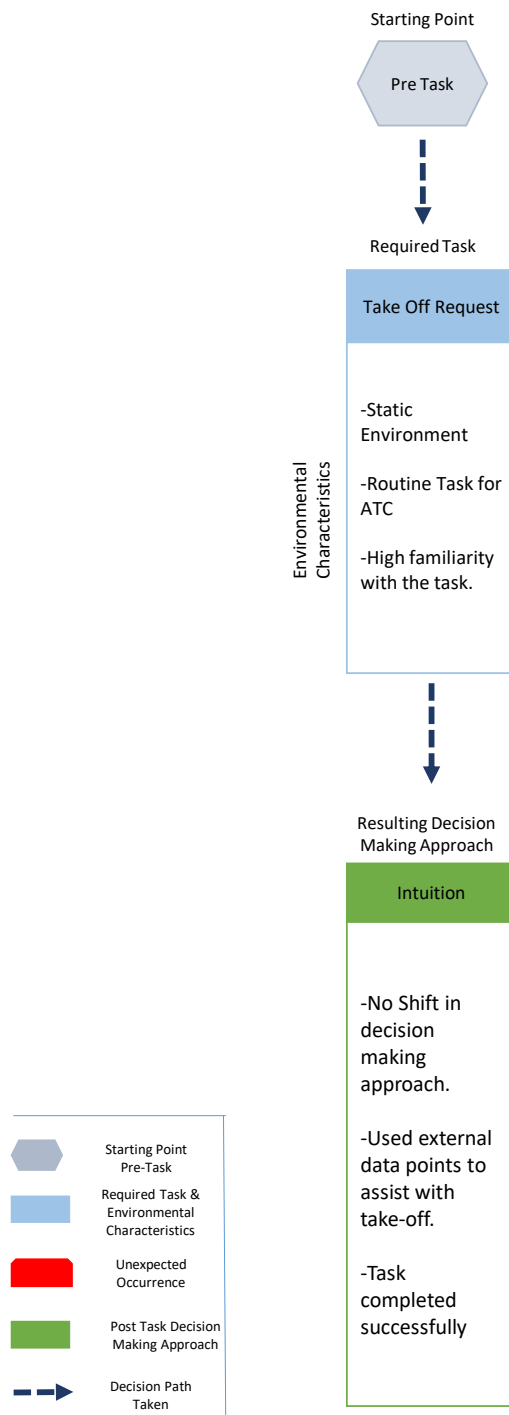 Starting Point
Pre Task
Required Task
Take Off Request
Environmental
Characteristics
-Static
Environment
-Routine Task for
ATC
-High familiarity
with the task.
Resulting Decision
Making Approach
Intuition
-No Shift in
decision
making
approach.
-Used external
data points to
assist with
take-off.
-Task
completed
successfully
Starting Point
Pre-Task
Required Task &
Environmental
Characteristics
Unexpected
Occurrence
Post Task Decision
Making Approach
Decision Path
Taken